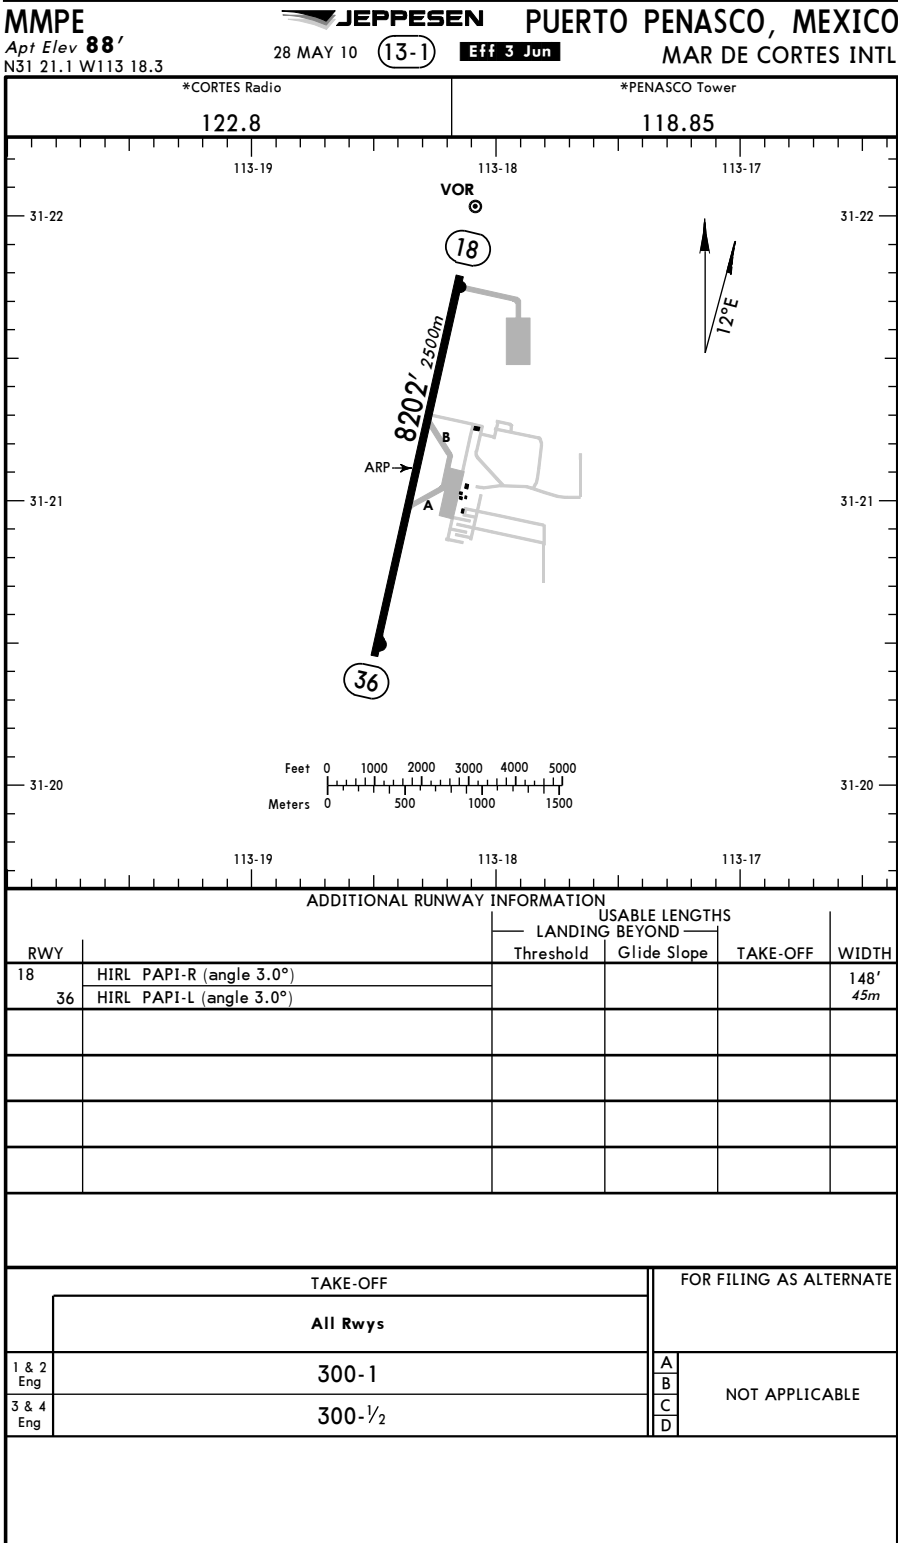 MMPE
JEPPESEN
PUERTO PENASCO, MEXICO
Apt Elev 88'
28 MAY 10
13-1
Eff 3 Jun
MAR DE CORTES INTL
N31 21.1 W113 18.3
*CORTES Radio
*PENASCO Tower
122.8
118.85
113-19
113-18
113-17
VOR
31-22
31-22
18
12°E
8202' 2500m
B
ARP
31-21
31-21
A
36
Feet 0 1000 2000 3000 4000 5000
31-20
31-20
Meters 0 500 1000 1500
113-19
113-18
113-17
ADDITIONAL RUNWAY INFORMATION
USABLE LENGTHS
LANDING BEYOND
RWY
Threshold
Glide Slope
TAKE-OFF
WIDTH
18
HIRL PAPI-R (angle 3.0°)
148'
36
HIRL PAPI-L (angle 3.0°)
45m
TAKE-OFF
FOR FILING AS ALTERNATE
All Rwys
1 & 2
Eng
300-1
A
B
NOT APPLICABLE
3 & 4
Eng
300-½
C
D